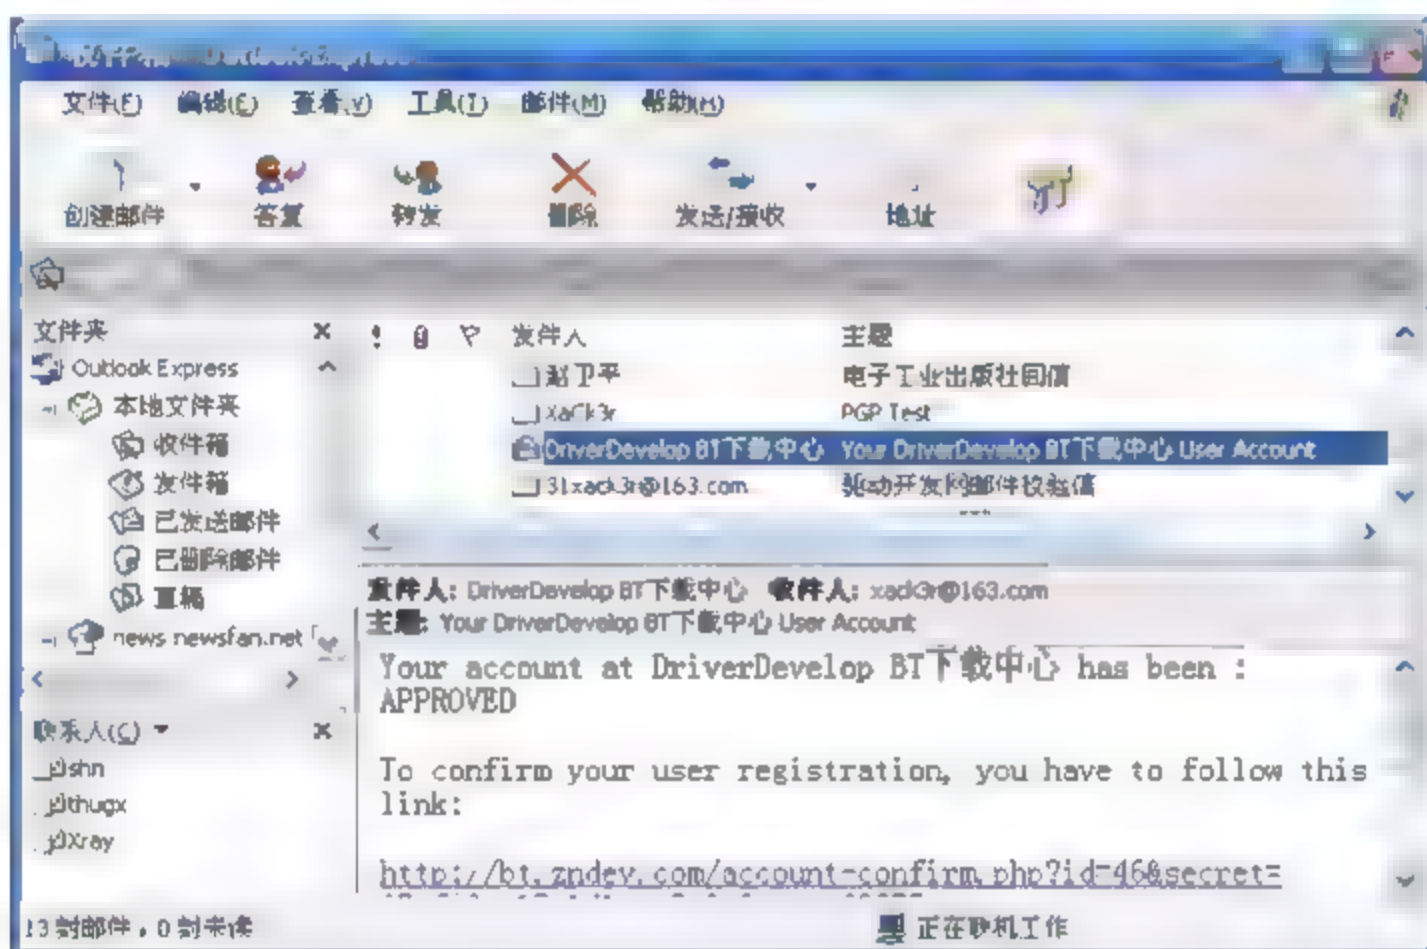 Outlook Express
文件(F) 编辑(E) 查看(V) 工具(T) 邮件(M) 帮助(H)
创建邮件 答复 转发 删除 发送/接收 地址
文件夹
Outlook Express
本地文件夹
收件箱
发件箱
已发送邮件
已删除邮件
草稿
news newsfan.net
联系人(C)
shn
thugx
Xray
发件人 主题
赵卫平 电子工业出版社回信
xaCk3r PGP Test
DriverDevelop BT下载中心 Your DriverDevelop BT下载中心 User Account
31xack3r@163.com 驱动开发网邮件校验信
发件人: DriverDevelop BT下载中心 收件人: xack3r@163.com
主题: Your DriverDevelop BT下载中心 User Account
Your account at DriverDevelop BT下载中心 has been :
APPROVED
To confirm your user registration, you have to follow this
link:
http://bt.zndev.com/account-confirm.php?id=46&secret=
13 封邮件，0 封未读 正在联机工作